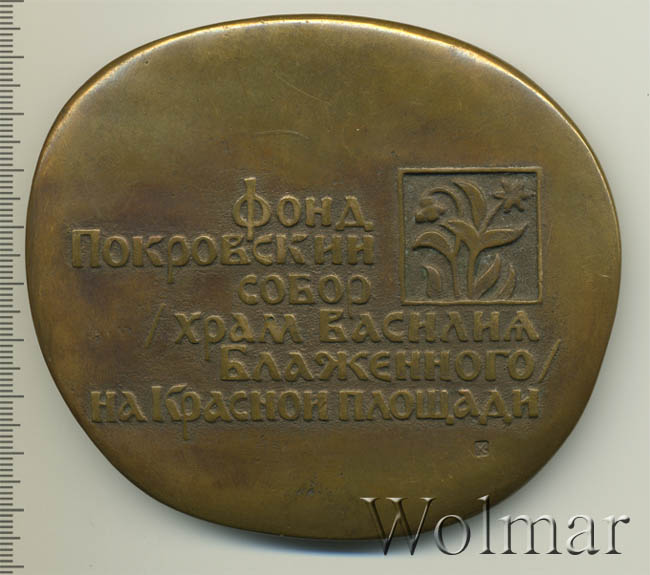 фонд
Покровский
собор
/храм Василия
Блаженного/
на Красной площади
К
Wolmar